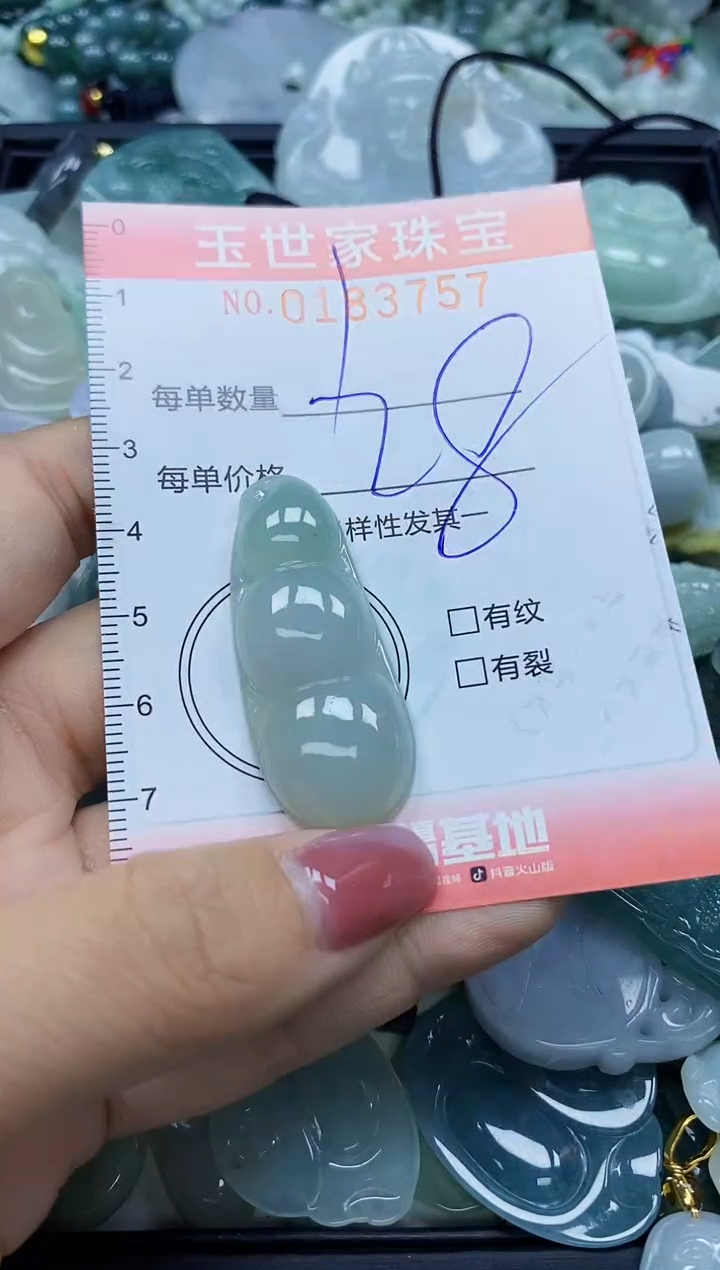 玉世家珠宝
NO.0183757
每单数量
每单价格
样性发其一
有纹
有裂
基地
抖音火山版
0
1
2
3
4
5
6
7